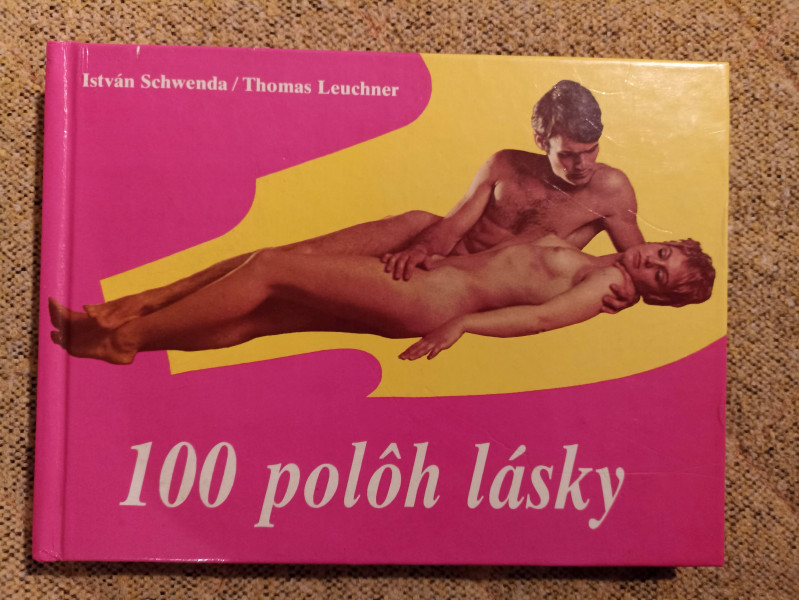 István Schwenda / Thomas Leuchner
100 polôh lásky